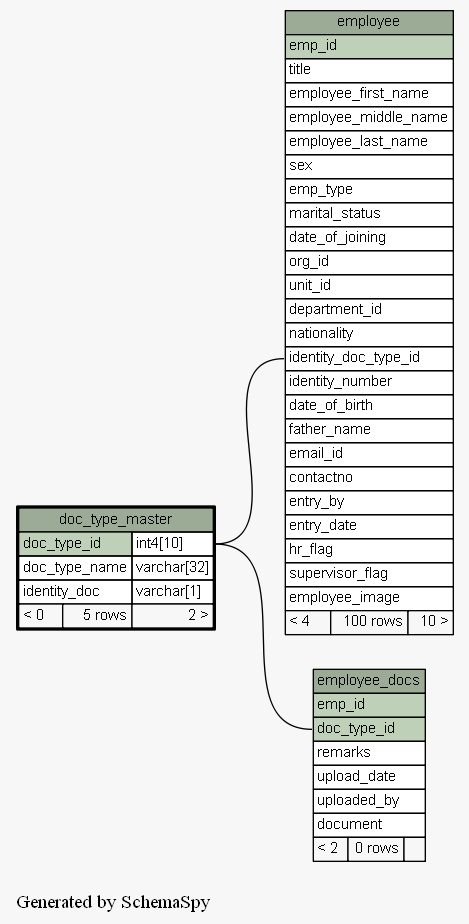 employee
emp_id
title
employee_first_name
employee_middle_name
employee_last_name
sex
emp_type
marital_status
date_of_joining
org_id
unit_id
department_id
nationality
identity_doc_type_id
identity_number
date_of_birth
father_name
email_id
contactno
entry_by
entry_date
hr_flag
supervisor_flag
employee_image
< 4 100 rows 10 >
doc_type_master
doc_type_id int4[10]
doc_type_name varchar[32]
identity_doc varchar[1]
< 0 5 rows 2 >
employee_docs
emp_id
doc_type_id
remarks
upload_date
uploaded_by
document
< 2 0 rows
Generated by SchemaSpy